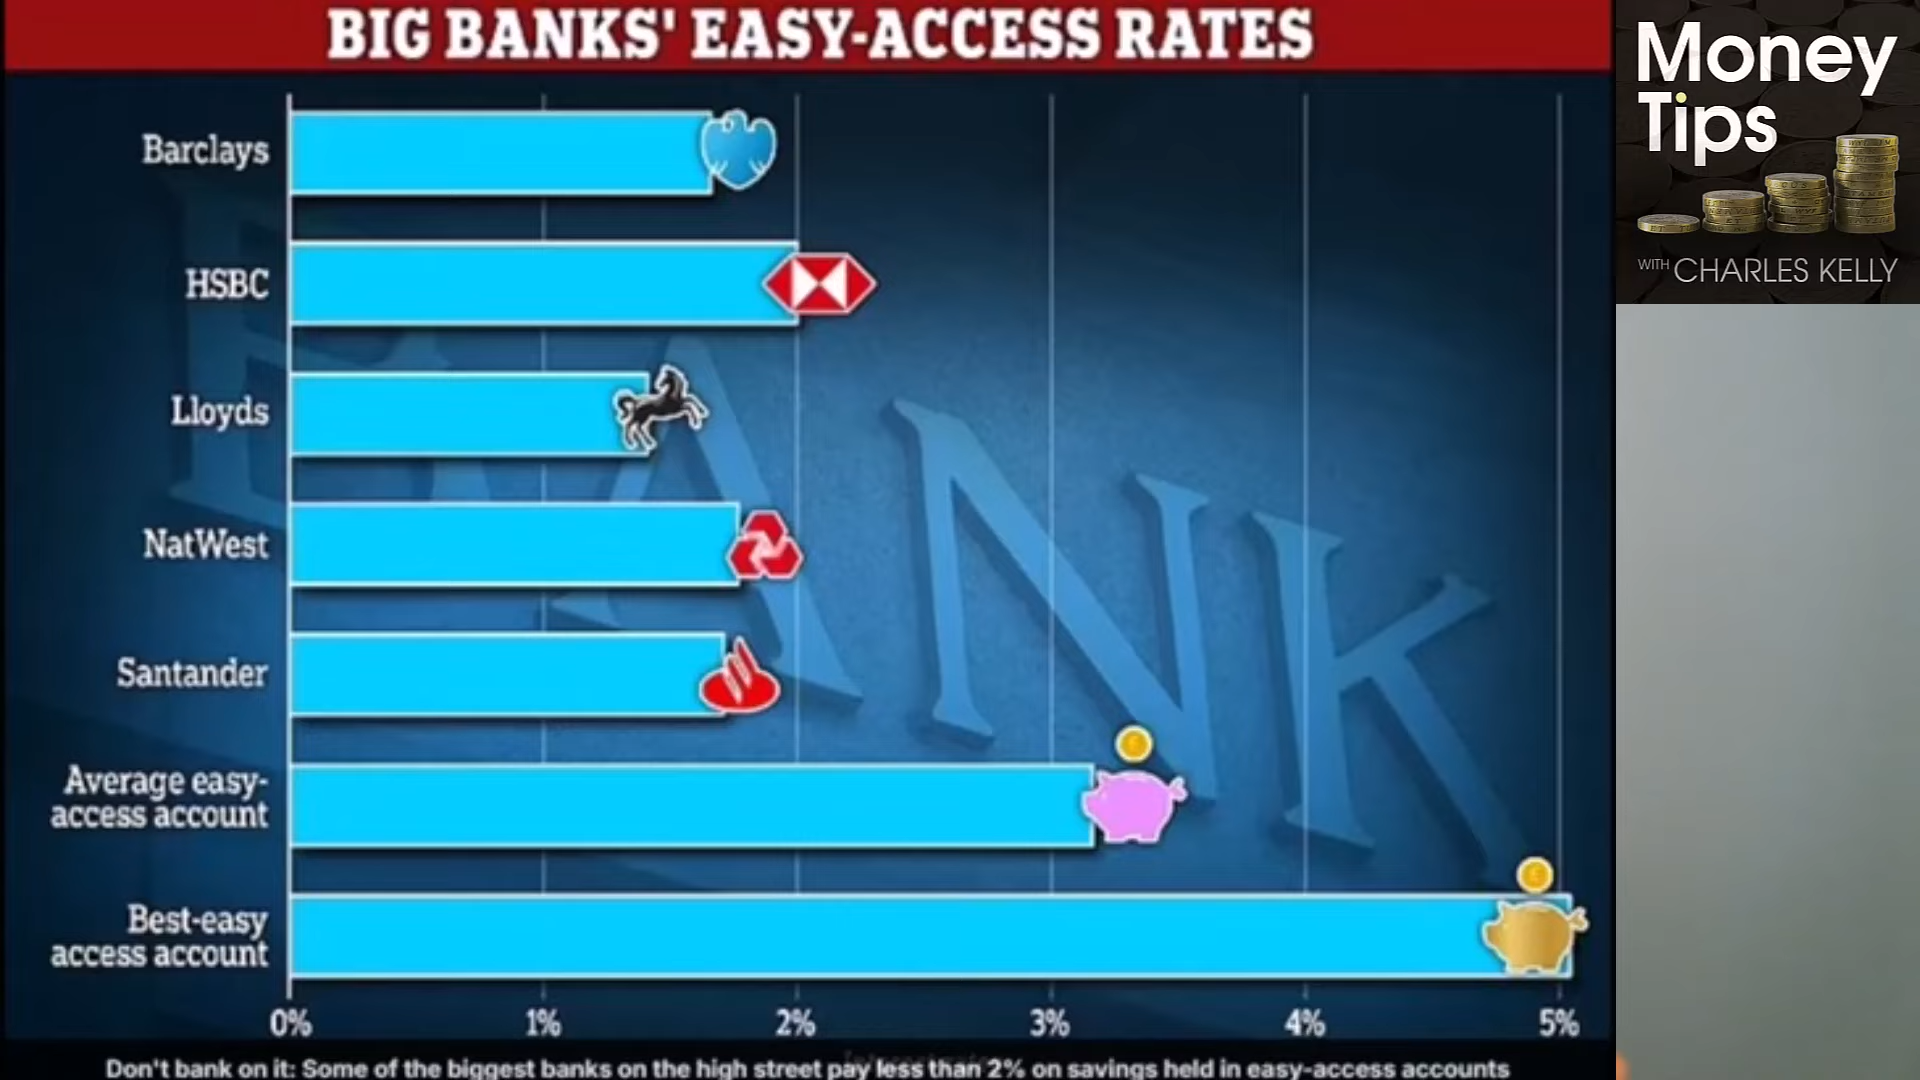 BIG BANKS' EASY-ACCESS RATES
Money
Tips
WITH CHARLES KELLY
Barclays
HSBC
Lloyds
NatWest
Santander
Average easy-
access account
Best-easy
access account
0% 1% 2% 3% 4% 5%
Don't bank on it: Some of the biggest banks on the high street pay less than 2% on savings held in easy-access accounts